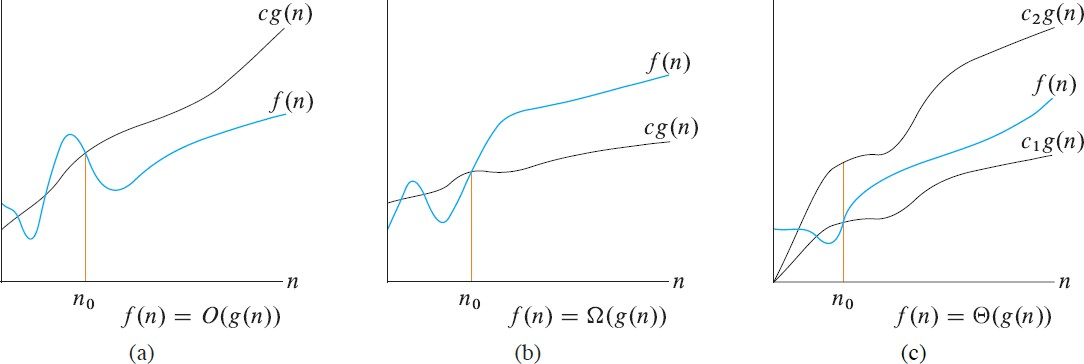 cg(n)
f(n)
n
n₀
f(n) = O(g(n))
(a)
f(n)
cg(n)
n
n₀
f(n) = Ω(g(n))
(b)
c₂g(n)
f(n)
c₁g(n)
n
n₀
f(n) = Θ(g(n))
(c)